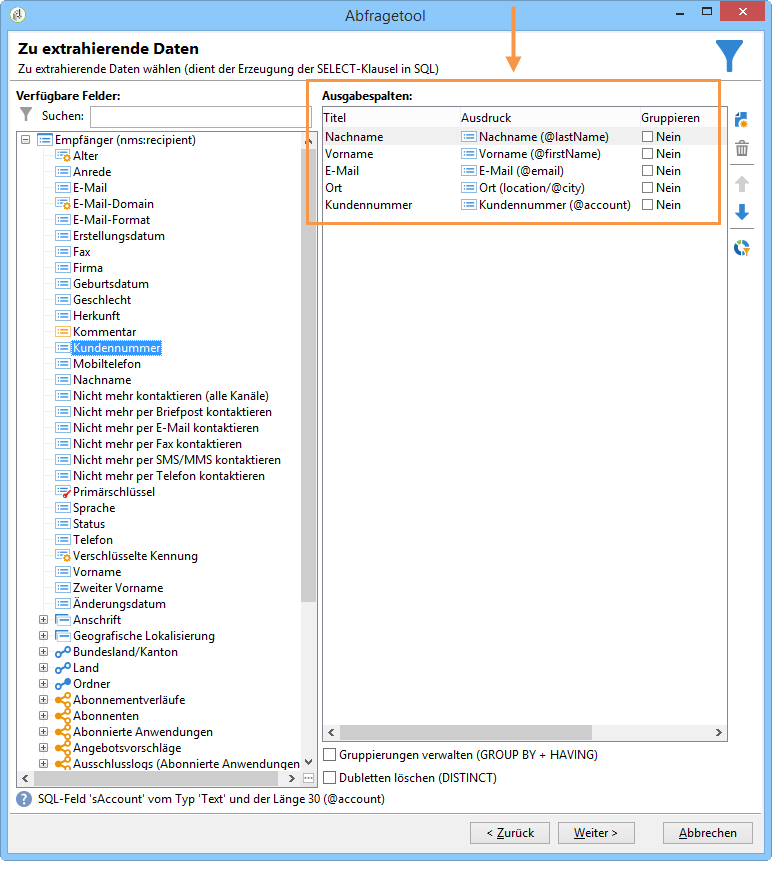 Abfragetool
Zu extrahierende Daten
Zu extrahierende Daten wählen (dient der Erzeugung der SELECT-Klausel in SQL)
Verfügbare Felder:
Suchen:
Empfänger (nms:recipient)
Alter
Anrede
E-Mail
E-Mail-Domain
E-Mail-Format
Erstellungsdatum
Fax
Firma
Geburtsdatum
Geschlecht
Herkunft
Kommentar
Kundennummer
Mobiltelefon
Nachname
Nicht mehr kontaktieren (alle Kanäle)
Nicht mehr per Briefpost kontaktieren
Nicht mehr per E-Mail kontaktieren
Nicht mehr per Fax kontaktieren
Nicht mehr per SMS/MMS kontaktieren
Nicht mehr per Telefon kontaktieren
Primärschlüssel
Sprache
Status
Telefon
Verschlüsselte Kennung
Vorname
Zweiter Vorname
Änderungsdatum
Anschrift
Geografische Lokalisierung
Bundesland/Kanton
Land
Ordner
Abonnementverläufe
Abonnenten
Abonnierte Anwendungen
Angebotsvorschläge
Ausschlusslogs (Abonnierte Anwendungen
Ausgabespalten:
Titel Ausdruck Gruppieren
Nachname Nachname (@lastName) Nein
Vorname Vorname (@firstName) Nein
E-Mail E-Mail (@email) Nein
Ort Ort (location/@city) Nein
Kundennummer Kundennummer (@account) Nein
Gruppierungen verwalten (GROUP BY + HAVING)
Dubletten löschen (DISTINCT)
SQL-Feld 'sAccount' vom Typ 'Text' und der Länge 30 (@account)
< Zurück Weiter > Abbrechen